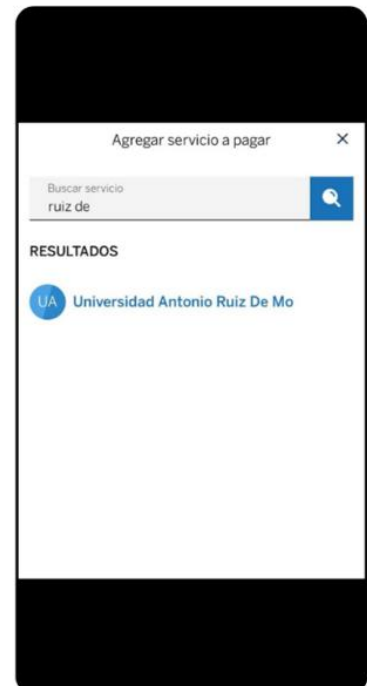 Agregar servicio a pagar
Buscar servicio
ruiz de
RESULTADOS
UA Universidad Antonio Ruiz De Mo